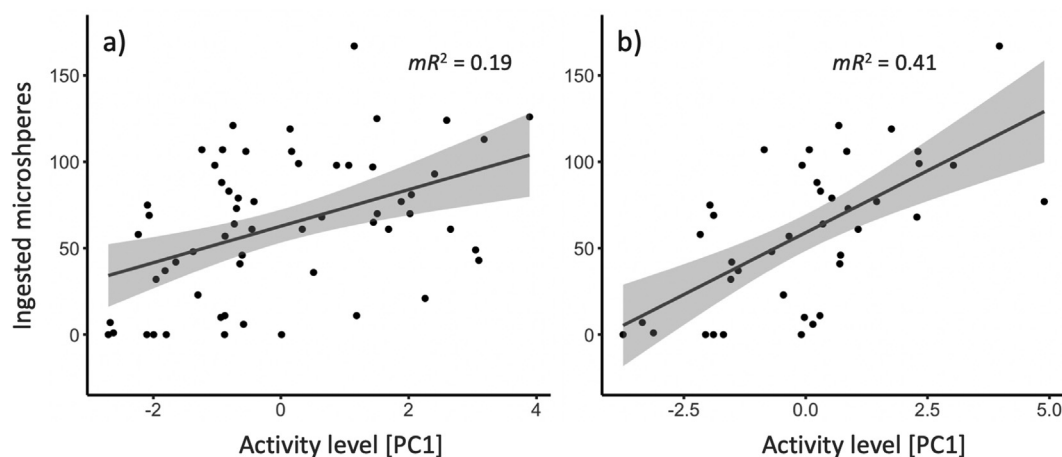 a)
mR² = 0.19
Ingested microshperes
150
100
50
0
-2
0
2
4
Activity level [PC1]
b)
mR² = 0.41
150
100
50
0
-2.5
0.0
2.5
5.0
Activity level [PC1]